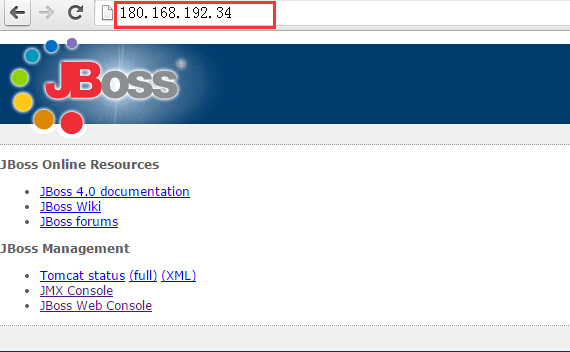 180.168.192.34
JBoss®
JBoss Online Resources
JBoss 4.0 documentation
JBoss Wiki
JBoss forums
JBoss Management
Tomcat status (full) (XML)
JMX Console
JBoss Web Console